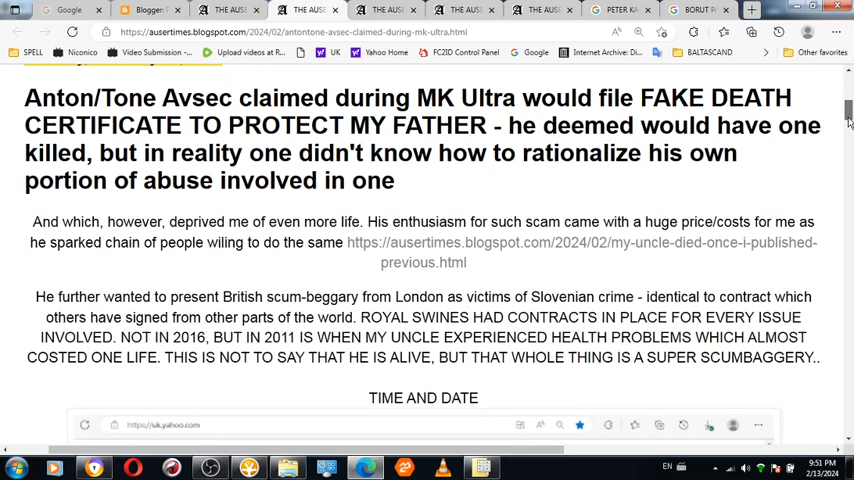 Google
Blogger: F
THE AUSE
THE AUSE
THE AUSE
THE AUSE
THE AUSE
PETER KA
BORUT P
https://ausertimes.blogspot.com/2024/02/antontone-avsec-claimed-during-mk-ultra.html
SPELL
Niconico
Video Submission -...
Upload videos at R...
UK
Yahoo Home
FC2ID Control Panel
Google
Internet Archive: Di...
BALTASCAND
Other favorites
Anton/Tone Avsec claimed during MK Ultra would file FAKE DEATH
CERTIFICATE TO PROTECT MY FATHER - he deemed would have one
killed, but in reality one didn't know how to rationalize his own
portion of abuse involved in one
And which, however, deprived me of even more life. His enthusiasm for such scam came with a huge price/costs for me as
he sparked chain of people wiling to do the same https://ausertimes.blogspot.com/2024/02/my-uncle-died-once-i-published-
previous.html
He further wanted to present British scum-beggary from London as victims of Slovenian crime - identical to contract which
others have signed from other parts of the world. ROYAL SWINES HAD CONTRACTS IN PLACE FOR EVERY ISSUE
INVOLVED. NOT IN 2016, BUT IN 2011 IS WHEN MY UNCLE EXPERIENCED HEALTH PROBLEMS WHICH ALMOST
COSTED ONE LIFE. THIS IS NOT TO SAY THAT HE IS ALIVE, BUT THAT WHOLE THING IS A SUPER SCUMBAGGERY..
TIME AND DATE
https://uk.yahoo.com
EN
9:51 PM
2/13/2024